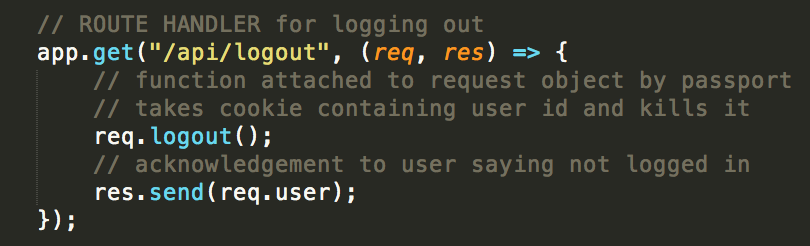 // ROUTE HANDLER for logging out
app.get("/api/logout", (req, res) => {
    // function attached to request object by passport
    // takes cookie containing user id and kills it
    req.logout();
    // acknowledgement to user saying not logged in
    res.send(req.user);
});